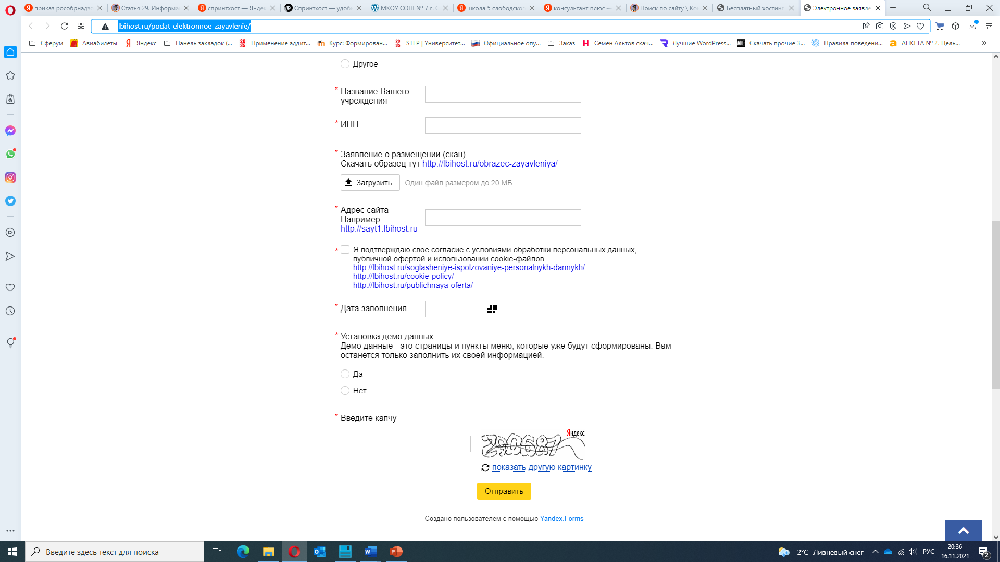 приказ рособрнадзо
Статья 29. Информа
спринтхост — Яндек
Спринтхост — удоб
МКОУ СОШ № 7 г. С
школа 5 слободског
консультант плюс —
Поиск по сайту \ Ко
Бесплатный хостинг
Электронное заявле
lbihost.ru/podat-elektronnoe-zayavlenie/
Сферум
Авиабилеты
Яндекс
Панель закладок (...
Применение аддит...
Курс: Формирован...
STEP | Университет...
Официальное опу...
Заказ
Семен Альтов скач...
Лучшие WordPress...
Скачать прочие З...
Правила поведени...
АНКЕТА № 2. Цель...
Другое
* Название Вашего
учреждения
* ИНН
* Заявление о размещении (скан)
Скачать образец тут http://lbihost.ru/obrazec-zayavleniya/
Загрузить Один файл размером до 20 МБ.
* Адрес сайта
Например:
http://sayt1.lbihost.ru
* Я подтверждаю свое согласие с условиями обработки персональных данных,
публичной офертой и использовании cookie-файлов
http://lbihost.ru/soglasheniye-ispolzovaniye-personalnykh-dannykh/
http://lbihost.ru/cookie-policy/
http://lbihost.ru/publichnaya-oferta/
* Дата заполнения
* Установка демо данных
Демо данные - это страницы и пункты меню, которые уже будут сформированы. Вам
останется только заполнить их своей информацией.
Да
Нет
* Введите капчу
Яндекс
показать другую картинку
Отправить
Создано пользователем с помощью Yandex.Forms
Введите здесь текст для поиска
-2°C Ливневый снег
РУС
20:36
16.11.2021
2